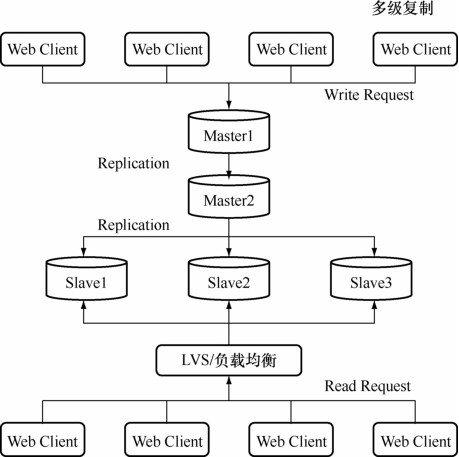 多级复制
Web Client Web Client Web Client Web Client
Write Request
Master1
Replication
Master2
Replication
Slave1 Slave2 Slave3
LVS/负载均衡
Read Request
Web Client Web Client Web Client Web Client